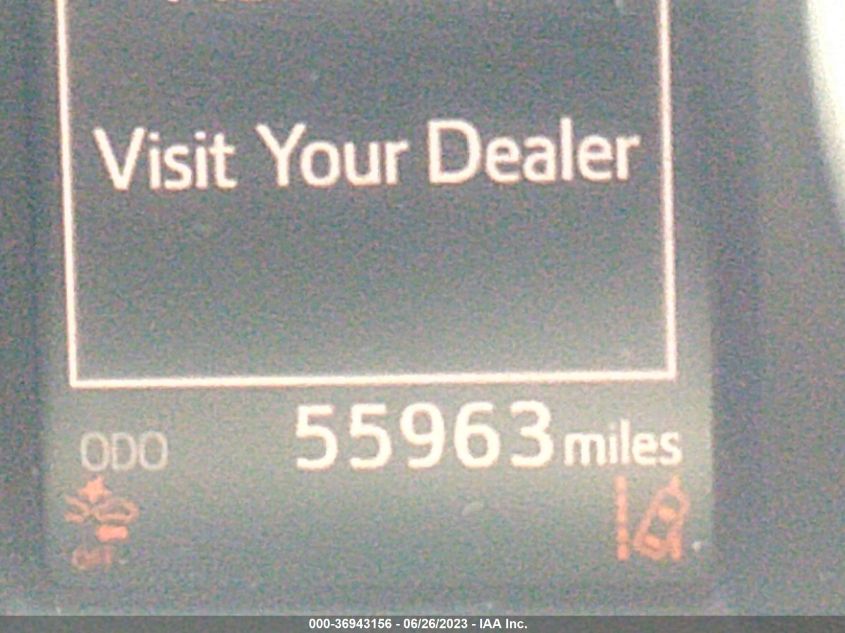 Visit Your Dealer
ODO 55963 miles
OFF
000-36943156 - 06/26/2023 - IAA Inc.